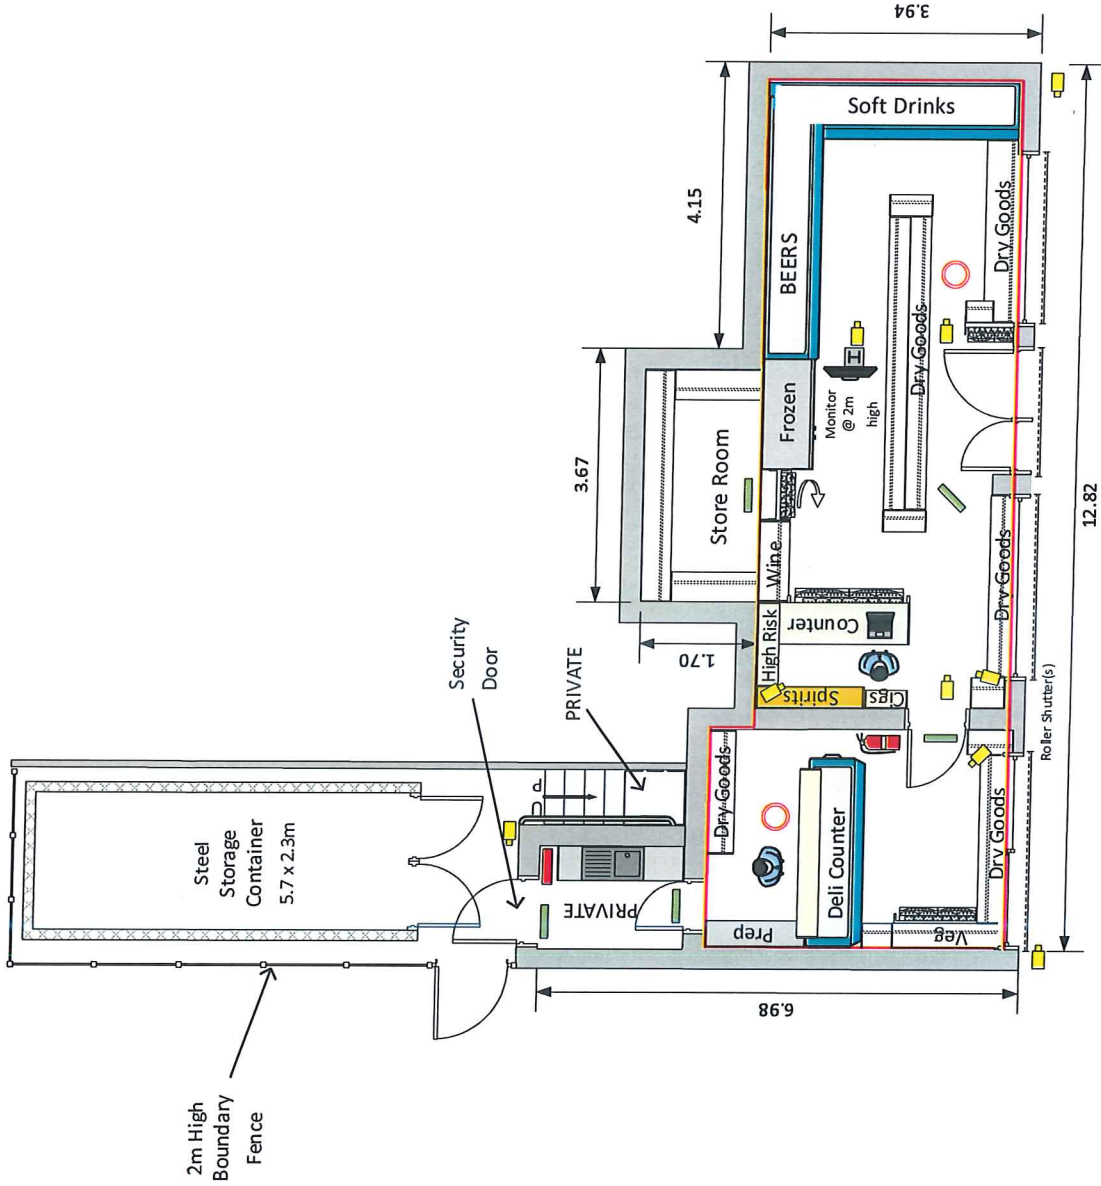 3.94
4.15
3.67
1.70
12.82
6.98
Soft Drinks
BEERS
Dry Goods
Dry Goods
Frozen
Monitor
@ 2m
high
H
Store Room
Wine
High Risk
Counter
Spirits
Cigs
Dry Goods
Roller Shutter(s)
Security
Door
PRIVATE
Up
Steel
Storage
Container
5.7 x 2.3m
PRIVATE
Dry Goods
Deli Counter
Prep
Veg
Dry Goods
2m High
Boundary
Fence